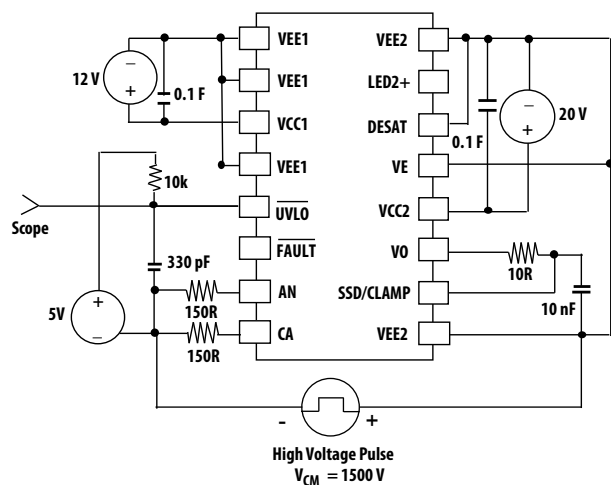 VEE1
VEE2
12 V
−
+
0.1 F
VEE1
LED2+
VCC1
DESAT
0.1 F
−
+
20 V
VEE1
VE
10k
UVLO
VCC2
Scope
FAULT
VO
10R
330 pF
AN
150R
SSD/CLAMP
10 nF
5V
+
−
CA
150R
VEE2
-
+
High Voltage Pulse
VCM = 1500 V